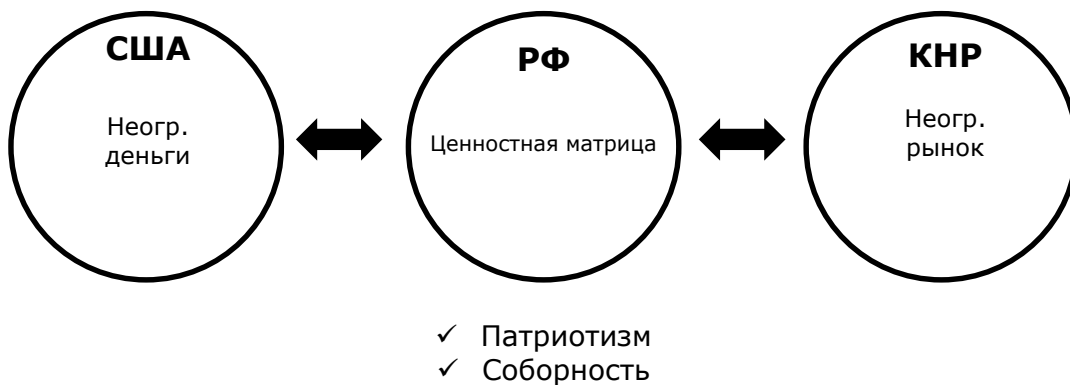 США
Неогр.
деньги
РФ
Ценностная матрица
КНР
Неогр.
рынок
✓ Патриотизм
✓ Соборность